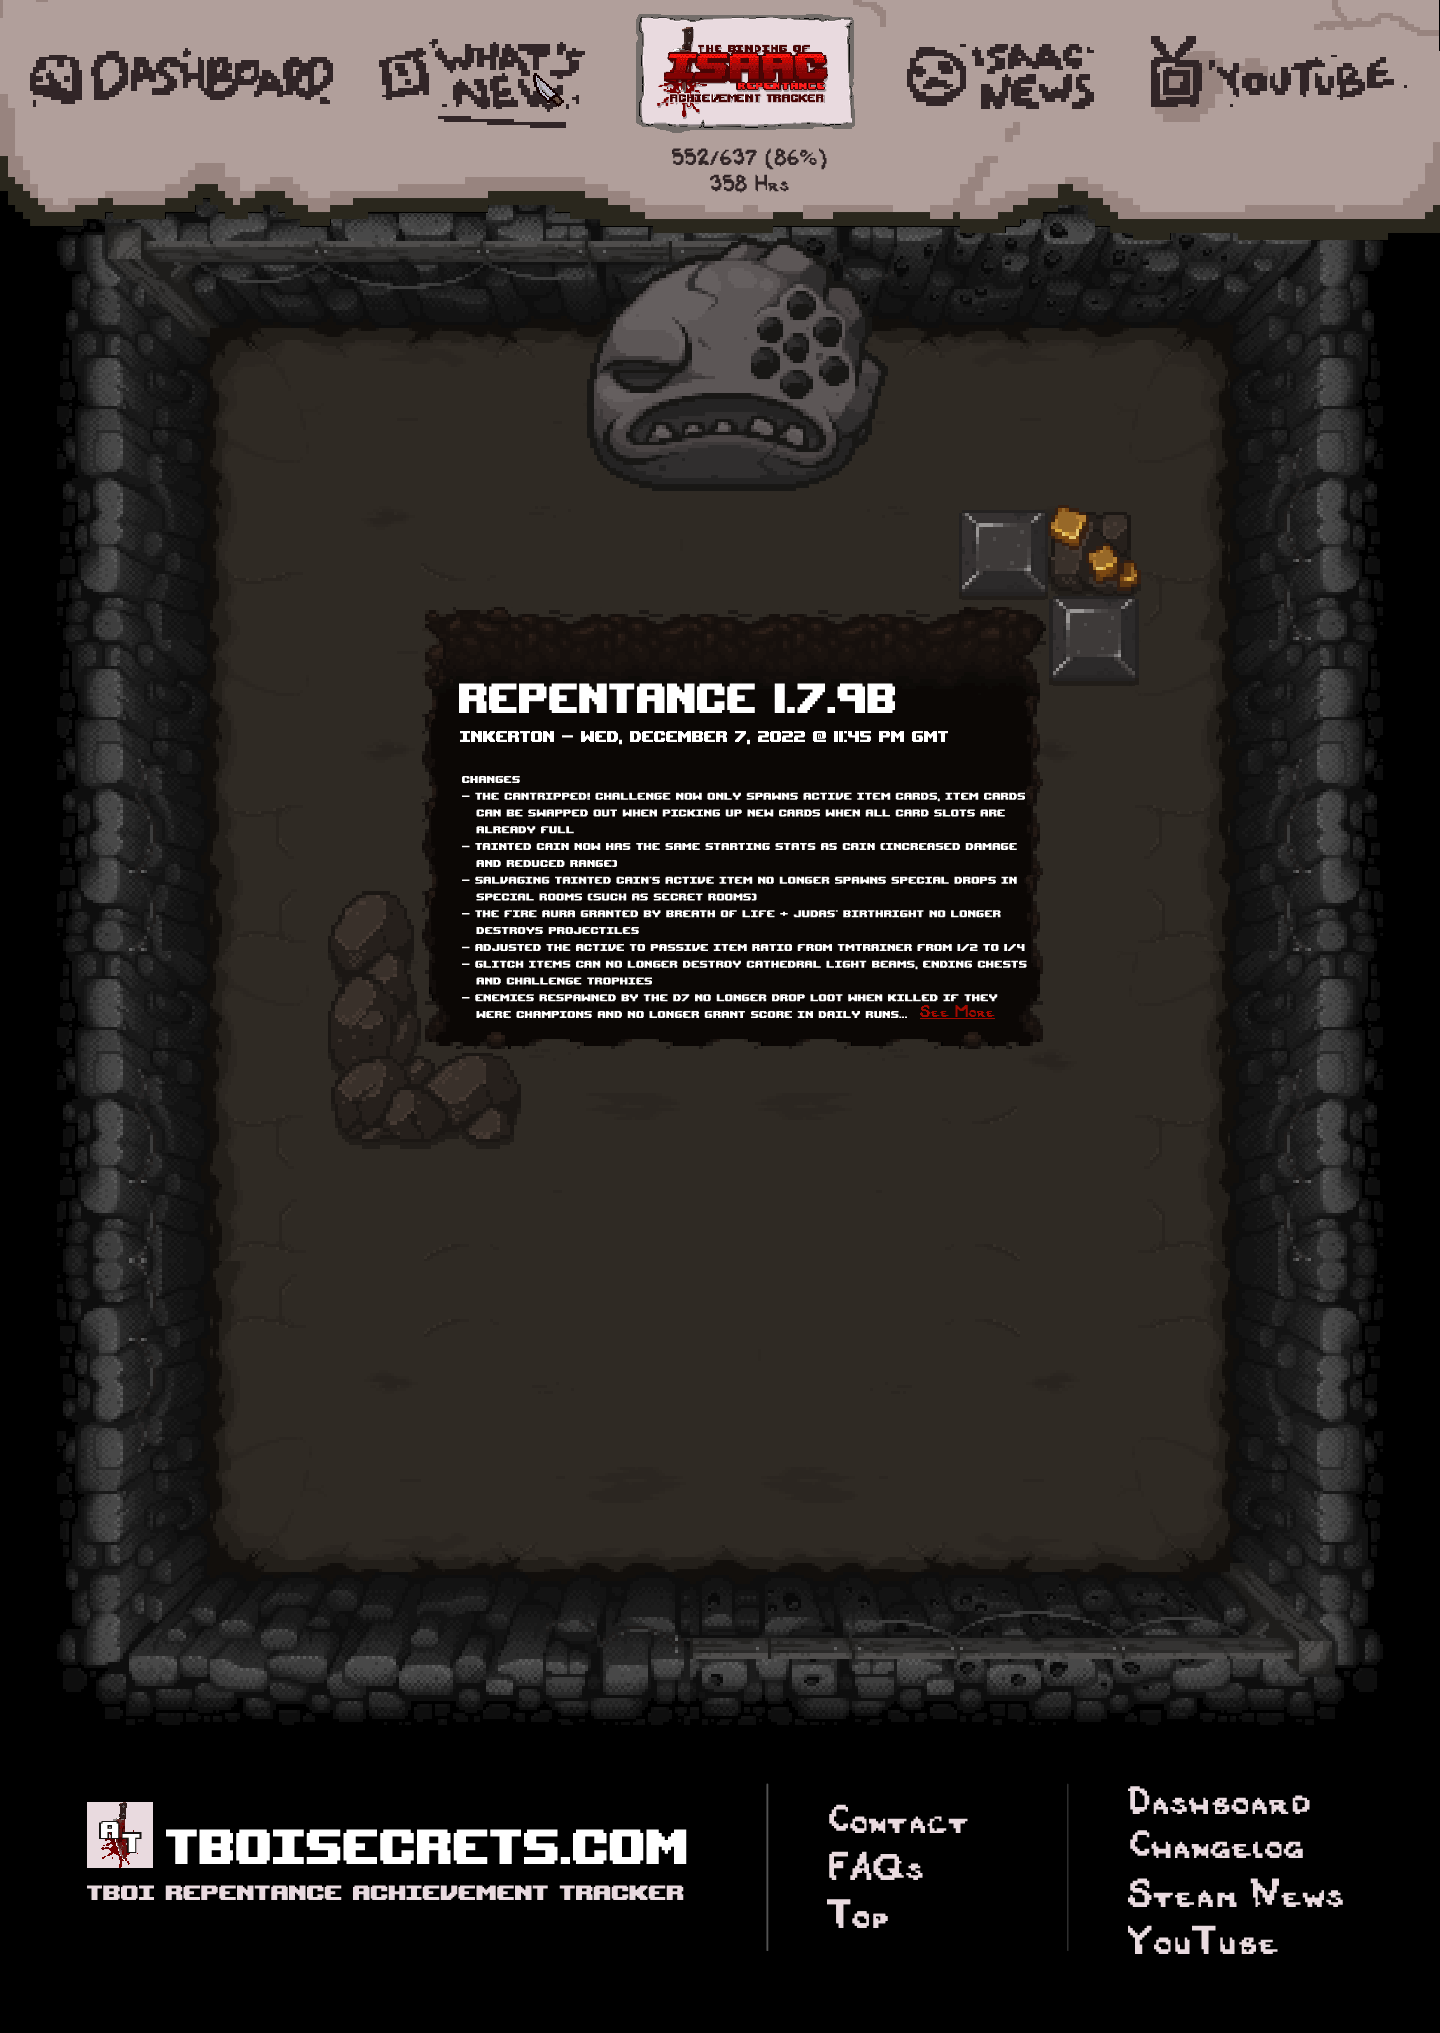 DASHBOARD
WHAT'S
NEW
THE BINDING OF
ISAAC
REPENTANCE
ACHIEVEMENT TRACKER
ISAAC
NEWS
YOUTUBE
552/637 (86%)
358 HRS
REPENTANCE 1.7.9B
INKERTON - WED, DECEMBER 7, 2022 @ 11:45 PM GMT
CHANGES
- THE CANTRIPPED! CHALLENGE NOW ONLY SPAWNS ACTIVE ITEM CARDS, ITEM CARDS
CAN BE SWAPPED OUT WHEN PICKING UP NEW CARDS WHEN ALL CARD SLOTS ARE
ALREADY FULL
- TAINTED CAIN NOW HAS THE SAME STARTING STATS AS CAIN (INCREASED DAMAGE
AND REDUCED RANGE)
- SALVAGING TAINTED CAIN'S ACTIVE ITEM NO LONGER SPAWNS SPECIAL DROPS IN
SPECIAL ROOMS (SUCH AS SECRET ROOMS)
- THE FIRE AURA GRANTED BY BREATH OF LIFE + JUDAS' BIRTHRIGHT NO LONGER
DESTROYS PROJECTILES
- ADJUSTED THE ACTIVE TO PASSIVE ITEM RATIO FROM TMTRAINER FROM 1/2 TO 1/4
- GLITCH ITEMS CAN NO LONGER DESTROY CATHEDRAL LIGHT BEAMS, ENDING CHESTS
AND CHALLENGE TROPHIES
- ENEMIES RESPAWNED BY THE D7 NO LONGER DROP LOOT WHEN KILLED IF THEY
WERE CHAMPIONS AND NO LONGER GRANT SCORE IN DAILY RUNS... SEE MORE
AT
TBOISECRETS.COM
TBOI REPENTANCE ACHIEVEMENT TRACKER
CONTACT
FAQS
TOP
DASHBOARD
CHANGELOG
STEAM NEWS
YOUTUBE